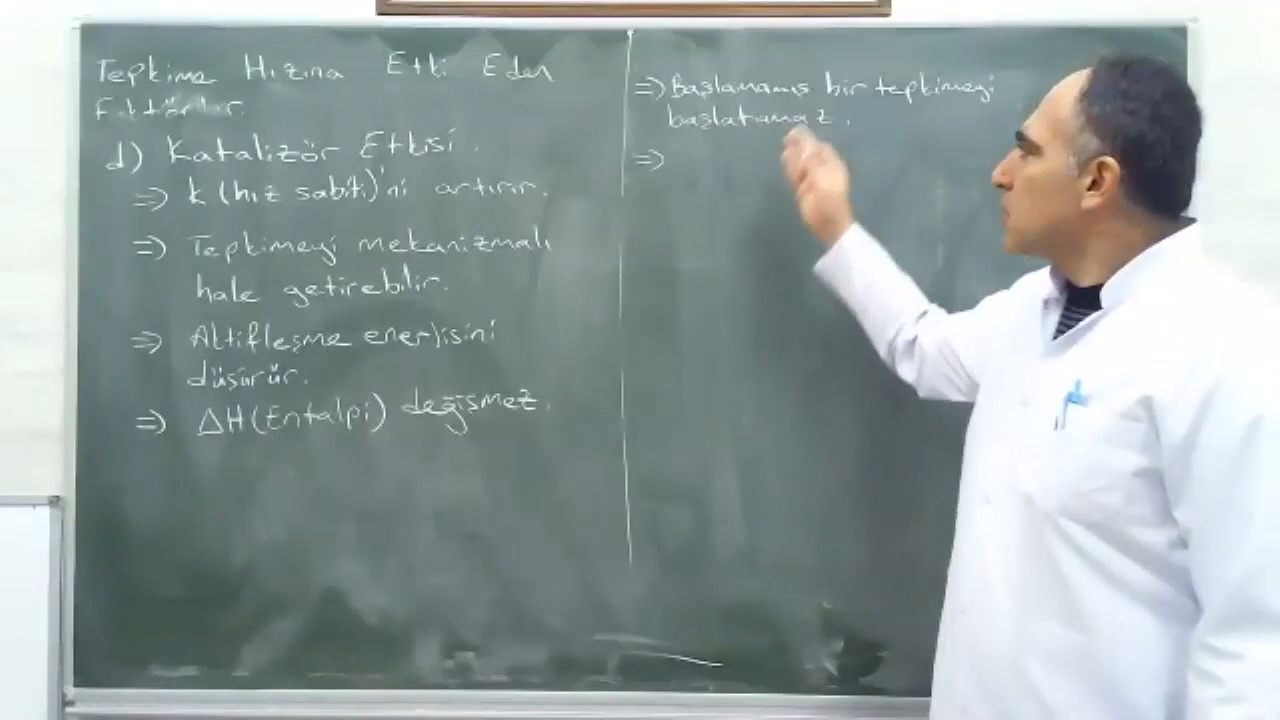 Tepkime Hızına Etki Eden
Faktörler.
d) Katalizör Etkisi.
⇒ k (hız sabiti)'ni artırır.
⇒ Tepkimeyi mekanizmalı
hale getirebilir.
⇒ Aktifleşme enerjisini
düşürür.
⇒ ΔH(Entalpi) değişmez.
⇒ Başlamamış bir tepkimeyi
başlatamaz.
⇒